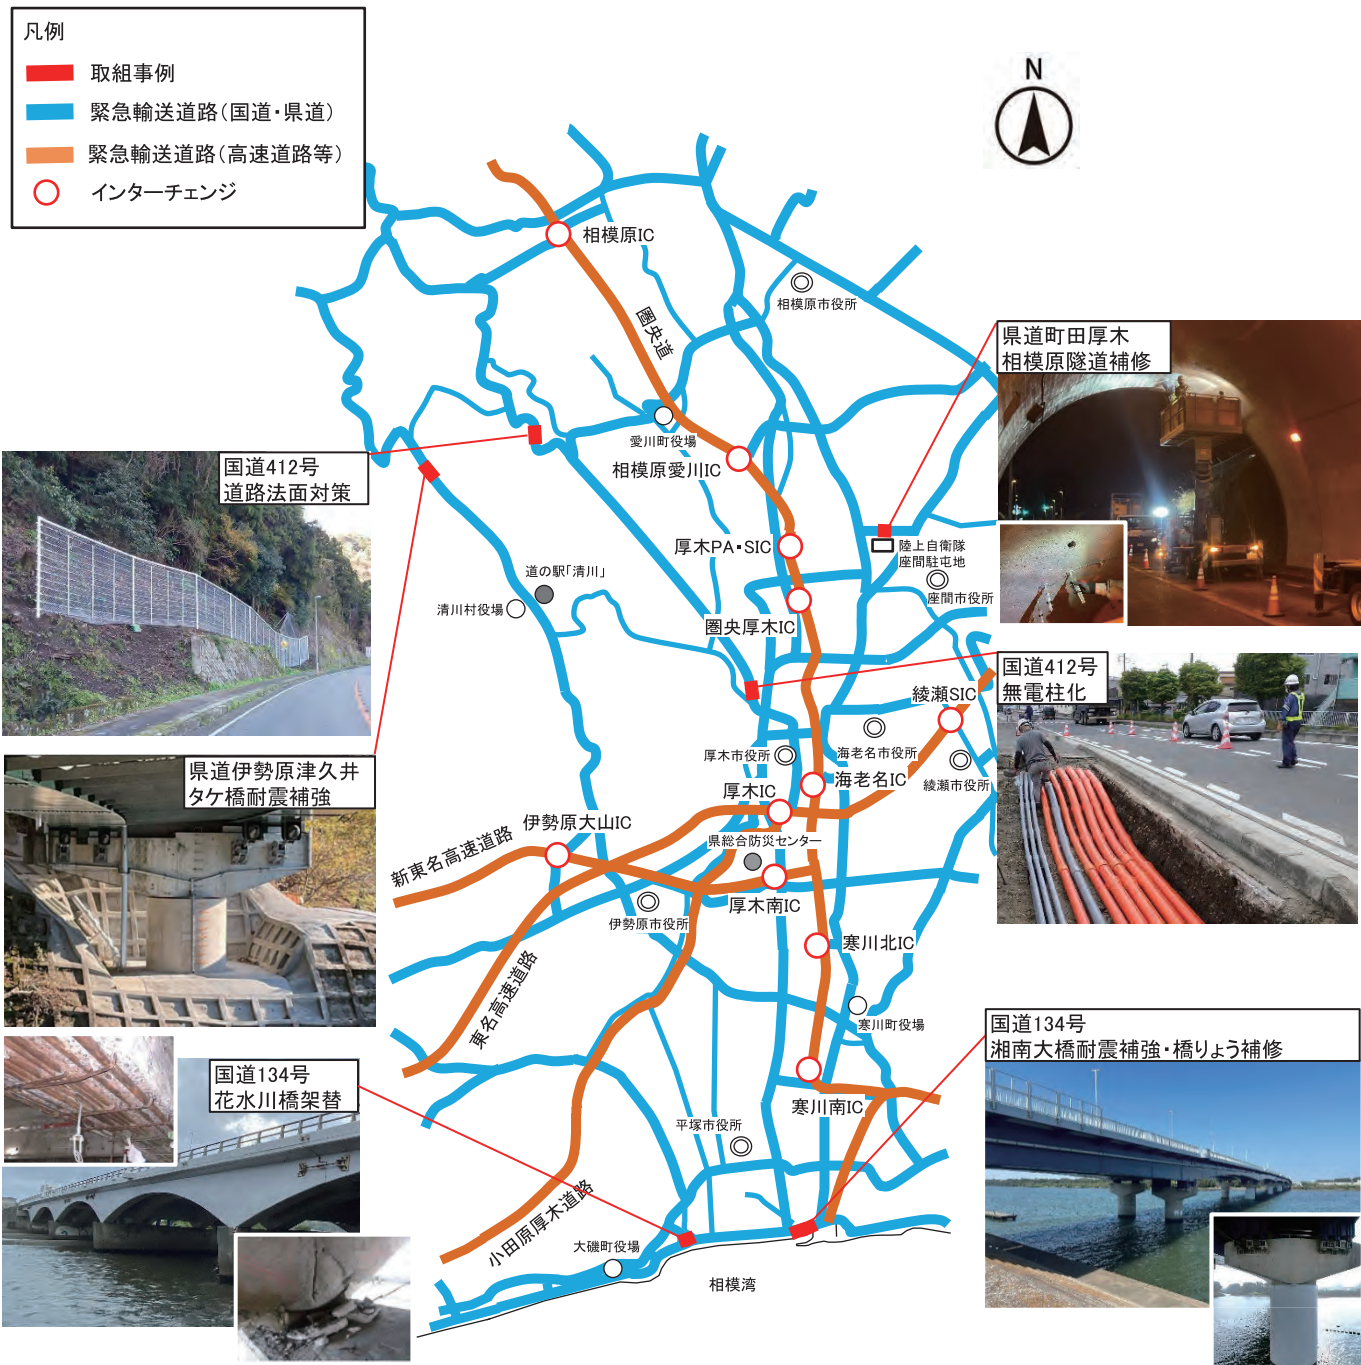 凡例
取組事例
緊急輸送道路(国道・県道)
緊急輸送道路(高速道路等)
インターチェンジ
N
相模原IC
相模原市役所
圏央道
県道町田厚木
相模原隧道補修
愛川町役場
相模原愛川IC
国道412号
道路法面対策
厚木PA・SIC
陸上自衛隊
座間駐屯地
道の駅「清川」
清川村役場
座間市役所
圏央厚木IC
国道412号
無電柱化
綾瀬SIC
海老名市役所
厚木市役所
綾瀬市役所
県道伊勢原津久井
タケ橋耐震補強
海老名IC
厚木IC
伊勢原大山IC
県総合防災センター
新東名高速道路
厚木南IC
伊勢原市役所
寒川北IC
東名高速道路
寒川町役場
国道134号
湘南大橋耐震補強・橋りょう補修
国道134号
花水川橋架替
寒川南IC
平塚市役所
小田原厚木道路
大磯町役場
相模湾